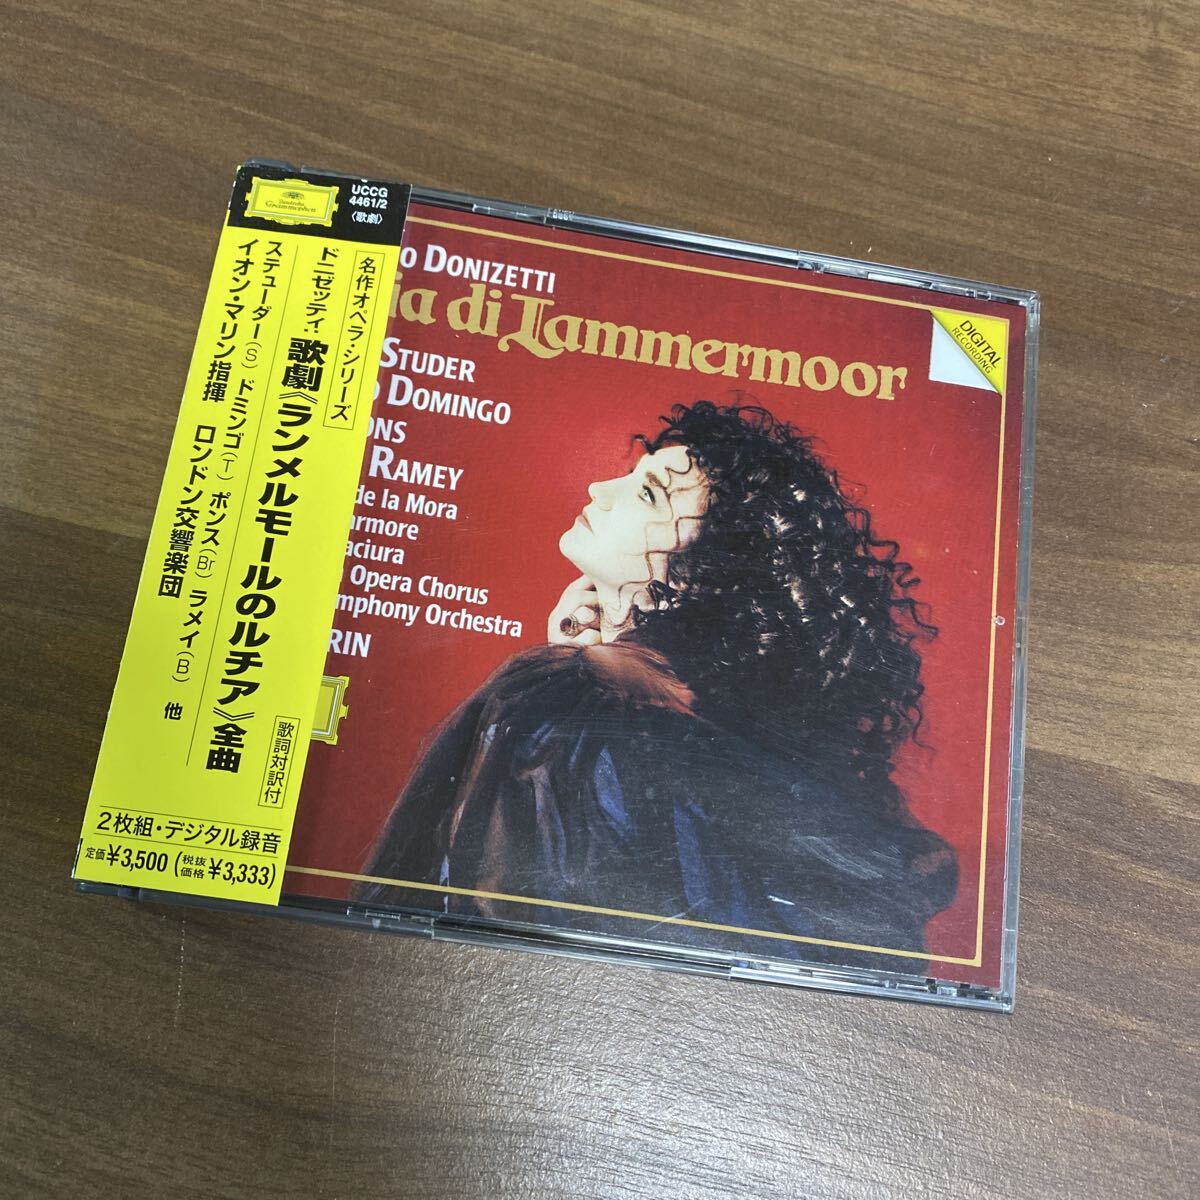 Deutsche
Grammophon
UCCG
4461/2
〈歌劇〉
名作オペラ・シリーズ
ドニゼッティ：歌劇《ランメルモールのルチア》全曲
歌詞対訳付
ステューダー(S) ドミンゴ(T) ポンス(Br) ラメイ(B) 他
イオン・マリン指揮 ロンドン交響楽団
2枚組・デジタル録音
定価¥3,500(税抜価格¥3,333)
O DONIZETTI
ia di Lammermoor
STUDER
O DOMINGO
ONS
RAMEY
de la Mora
armore
aciura
Opera Chorus
mphony Orchestra
RIN
DIGITAL
RECORDING